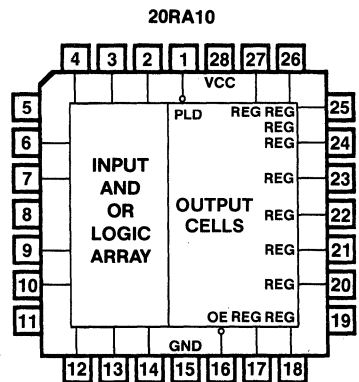 20RA10
4 3 2 1 28 27 26
VCC
5 PLD REG REG 25
REG
6 REG 24
7 INPUT AND OR LOGIC ARRAY REG 23
8 OUTPUT CELLS REG 22
9 REG 21
10 REG 20
11 OE REG REG 19
GND
12 13 14 15 16 17 18